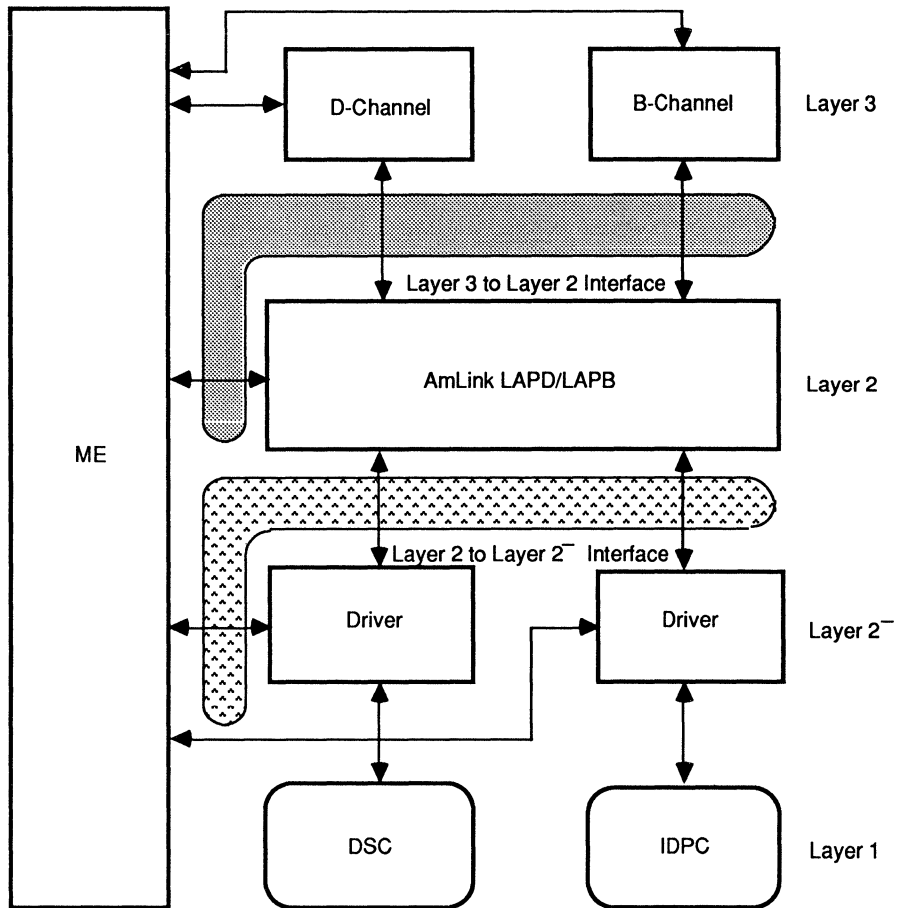 D-Channel
B-Channel
Layer 3
Layer 3 to Layer 2 Interface
AmLink LAPD/LAPB
Layer 2
ME
Layer 2 to Layer 2⁻ Interface
Driver
Driver
Layer 2⁻
DSC
IDPC
Layer 1